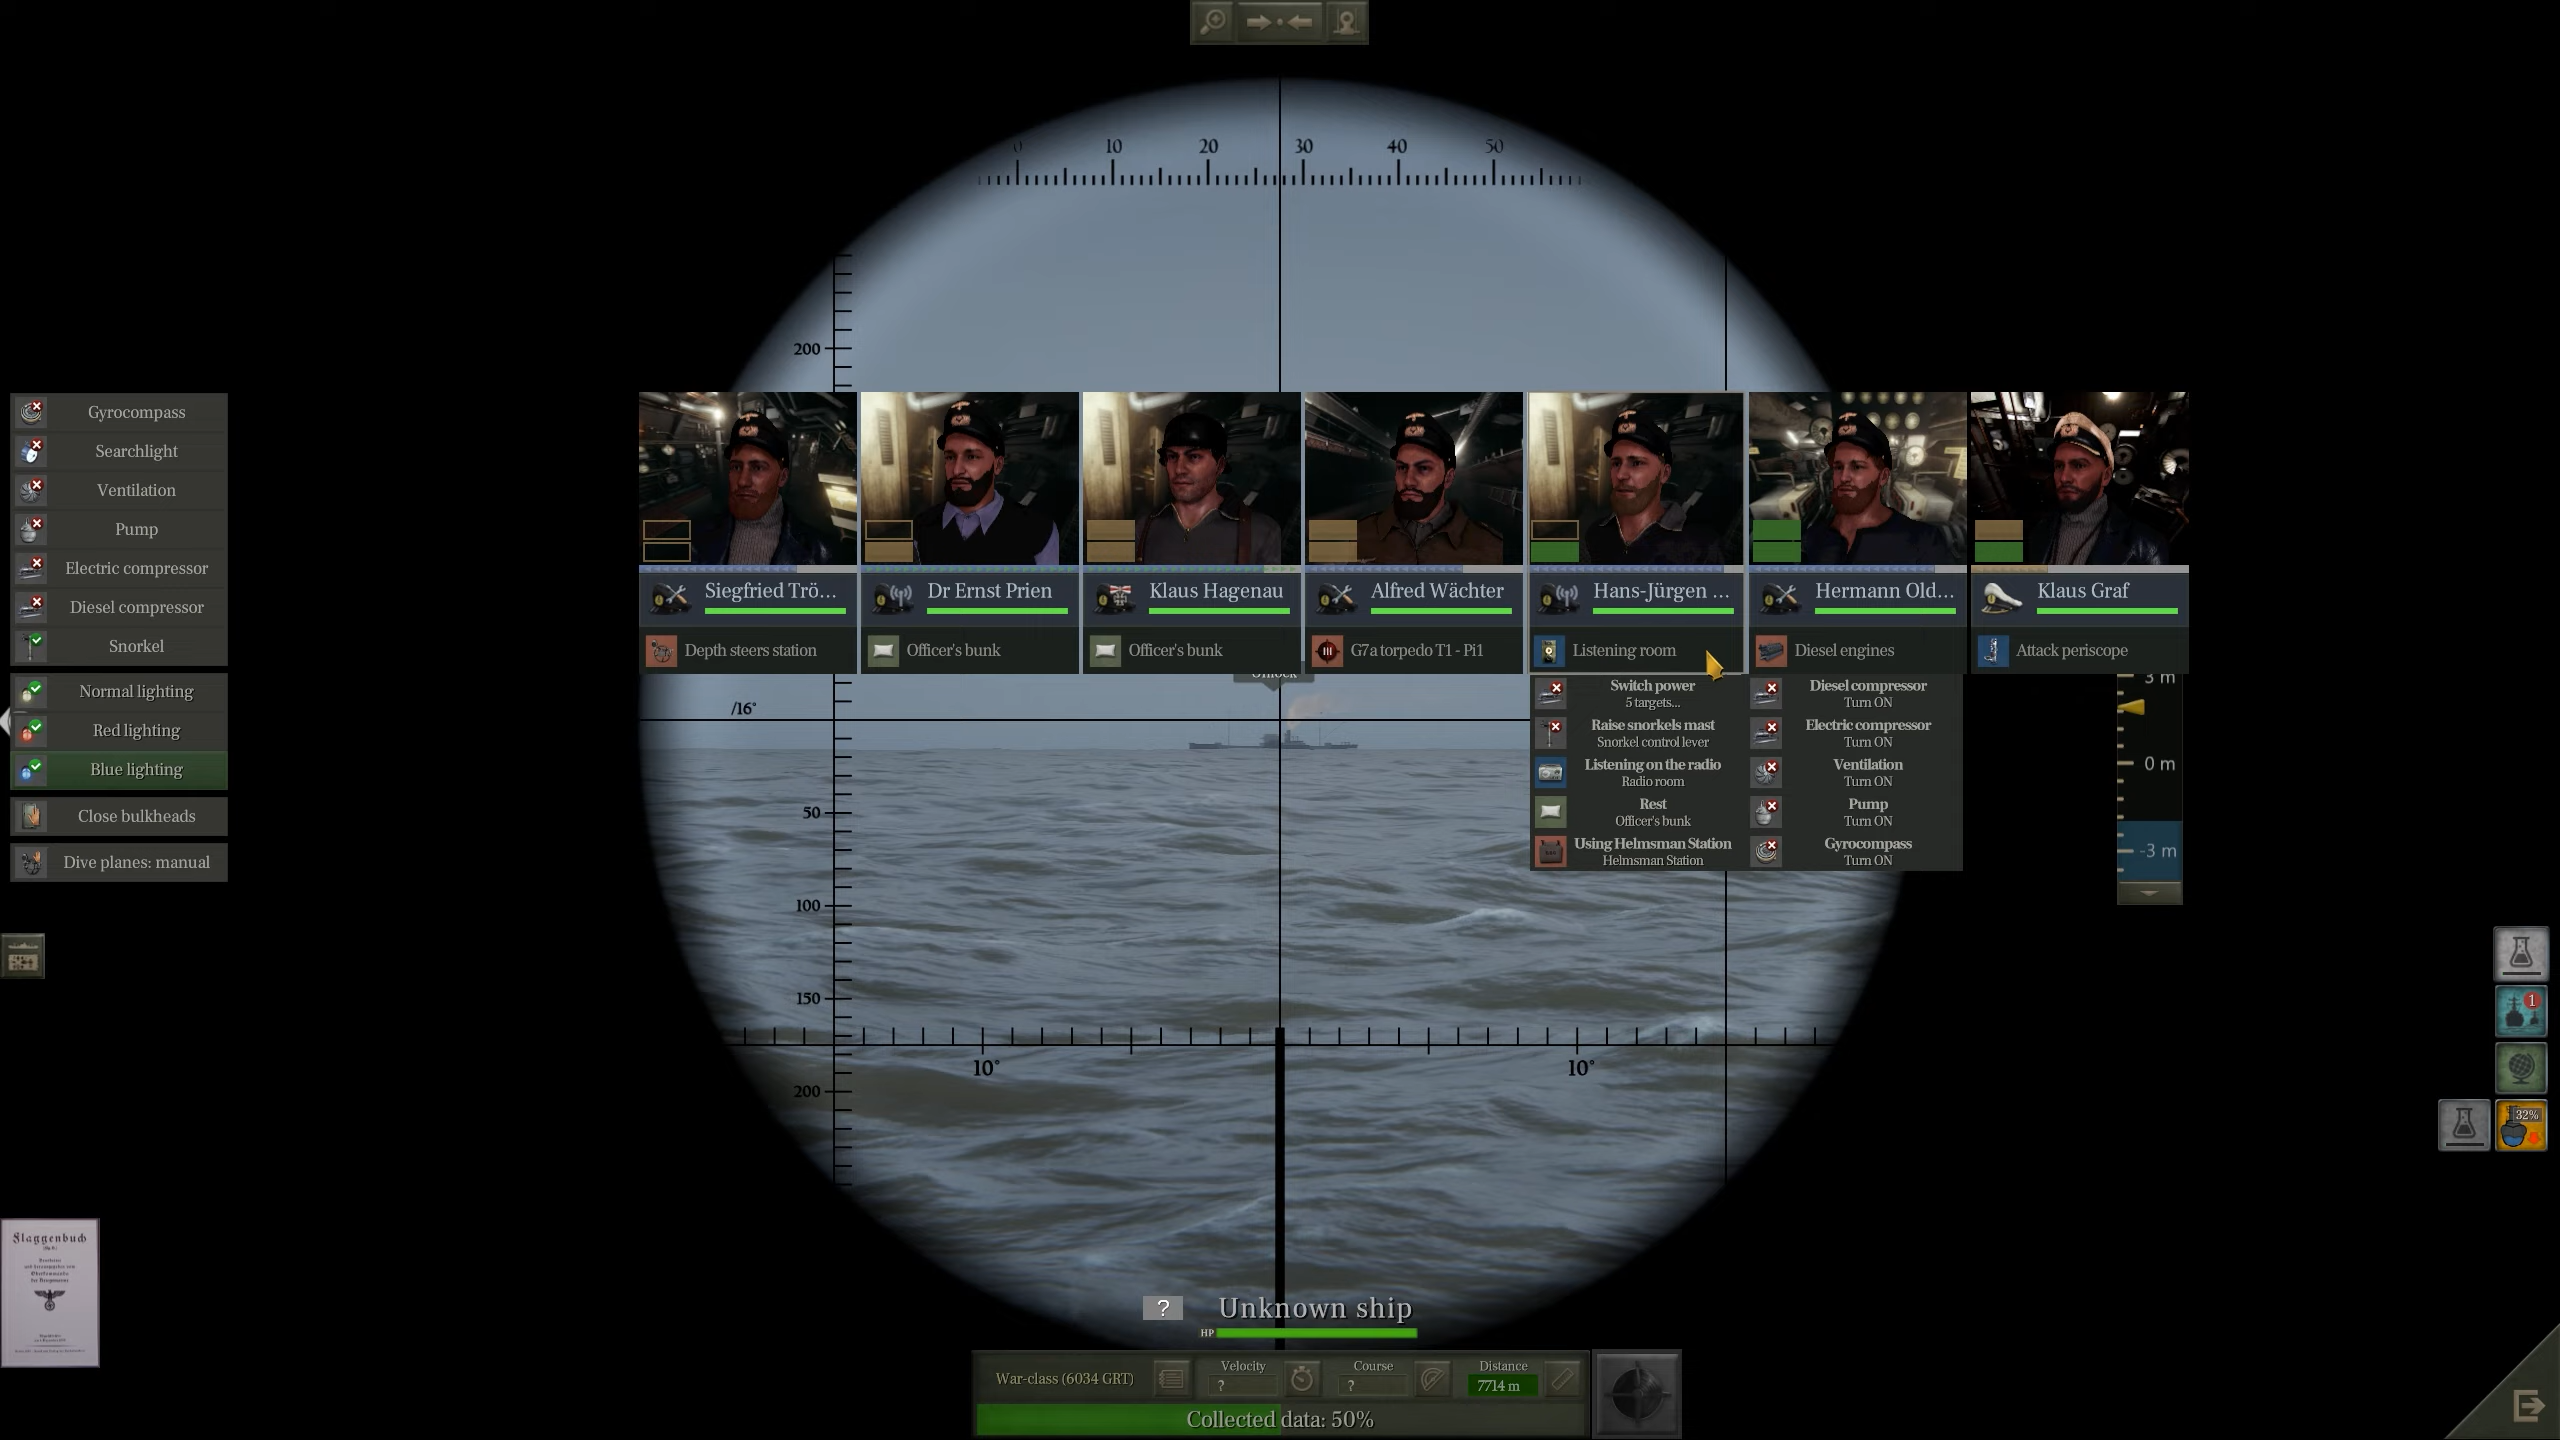 0 10 20 30 40 50
200
Gyrocompass
Searchlight
Ventilation
Pump
Electric compressor
Diesel compressor
Snorkel
Normal lighting
Red lighting
Blue lighting
Close bulkheads
Dive planes: manual
Siegfried Trö...
Depth steers station
Dr Ernst Prien
Officer's bunk
Klaus Hagenau
Officer's bunk
Alfred Wächter
G7a torpedo T1 - Pi1
Hans-Jürgen ...
Listening room
Hermann Old...
Diesel engines
Klaus Graf
Attack periscope
Switch power
5 targets...
Raise snorkels mast
Snorkel control lever
Listening on the radio
Radio room
Rest
Officer's bunk
Using Helmsman Station
Helmsman Station
Diesel compressor
Turn ON
Electric compressor
Turn ON
Ventilation
Turn ON
Pump
Turn ON
Gyrocompass
Turn ON
3 m
0 m
-3 m
/16°
50
100
150
10° 10°
200
1
32%
Flaggenbuch
? Unknown ship
HP
War-class (6034 GRT)
Velocity
?
Course
?
Distance
7714 m
Collected data: 50%